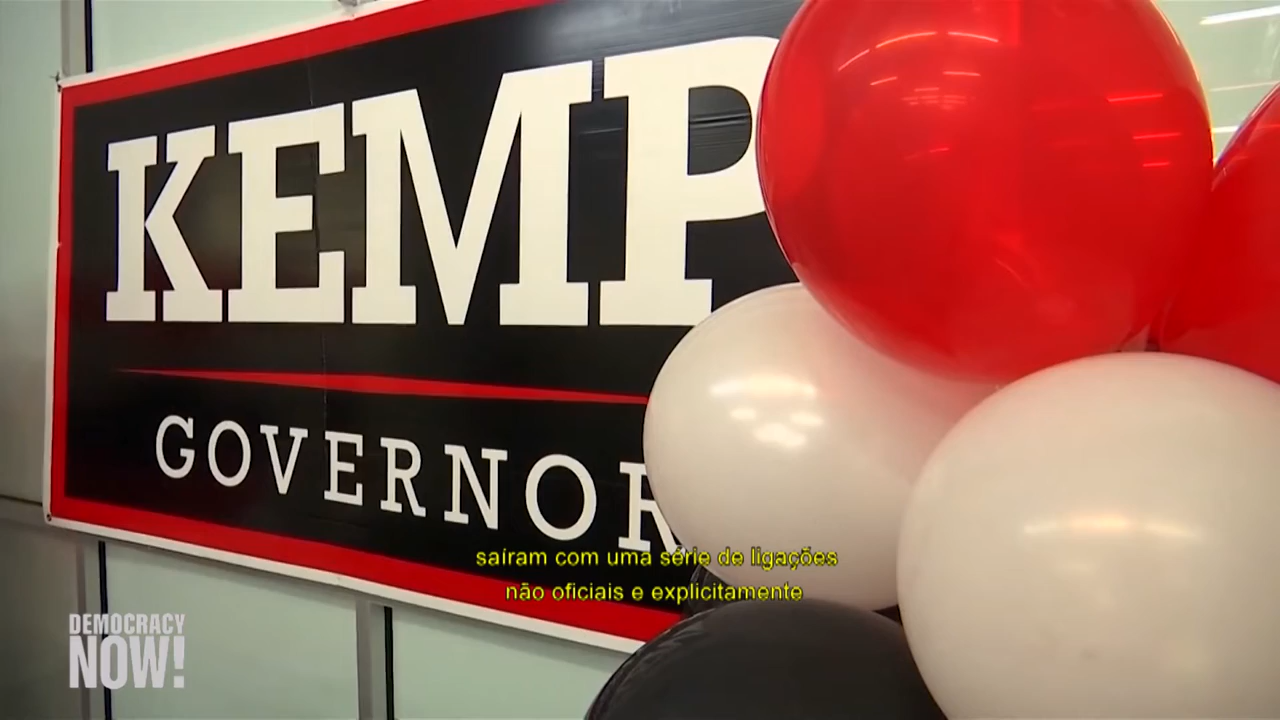 KEMP
GOVERNOR
saíram com uma série de ligações
não oficiais e explicitamente
DEMOCRACY
NOW!